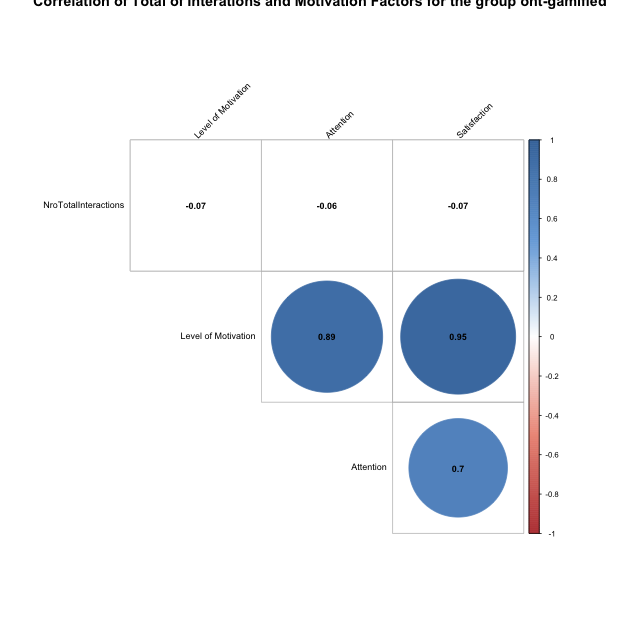 Correlation of Total of Interations and Motivation Factors for the group ont-gamified
Level of Motivation
Attention
Satisfaction
NroTotalInteractions
-0.07
-0.06
-0.07
Level of Motivation
0.89
0.95
Attention
0.7
1
0.8
0.6
0.4
0.2
0
-0.2
-0.4
-0.6
-0.8
-1